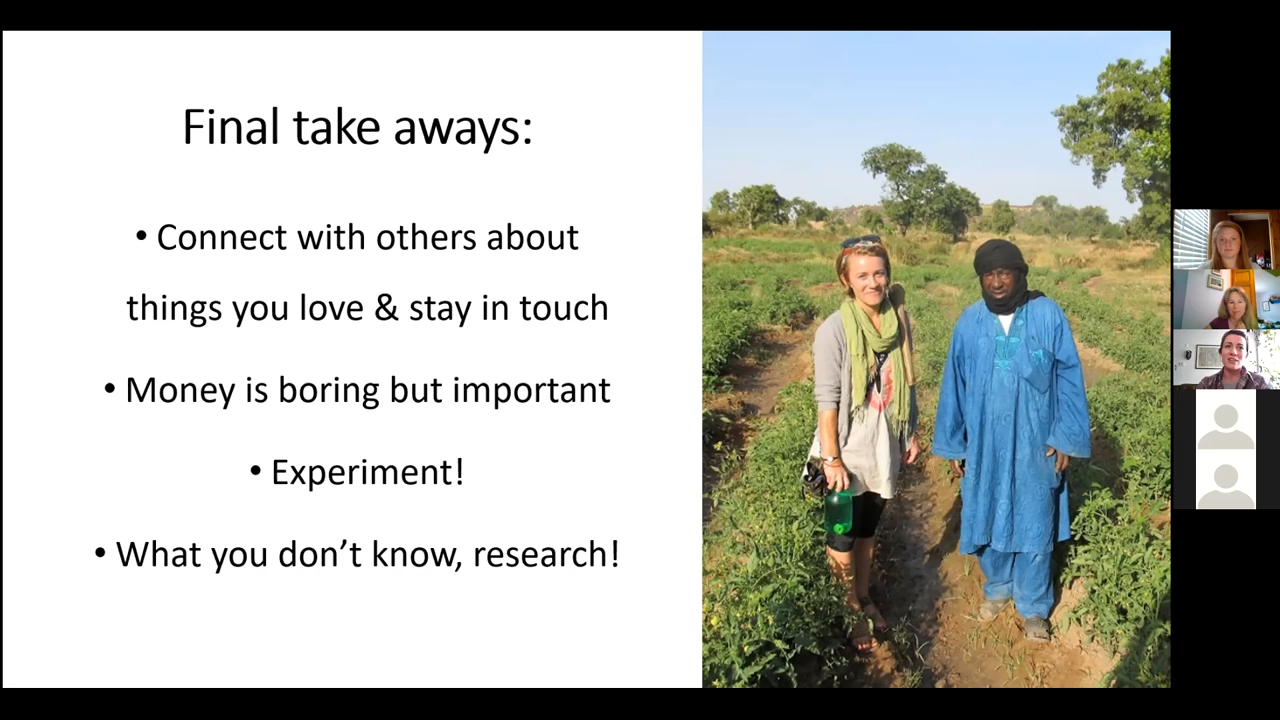 Final take aways:
• Connect with others about
things you love & stay in touch
• Money is boring but important
• Experiment!
• What you don’t know, research!